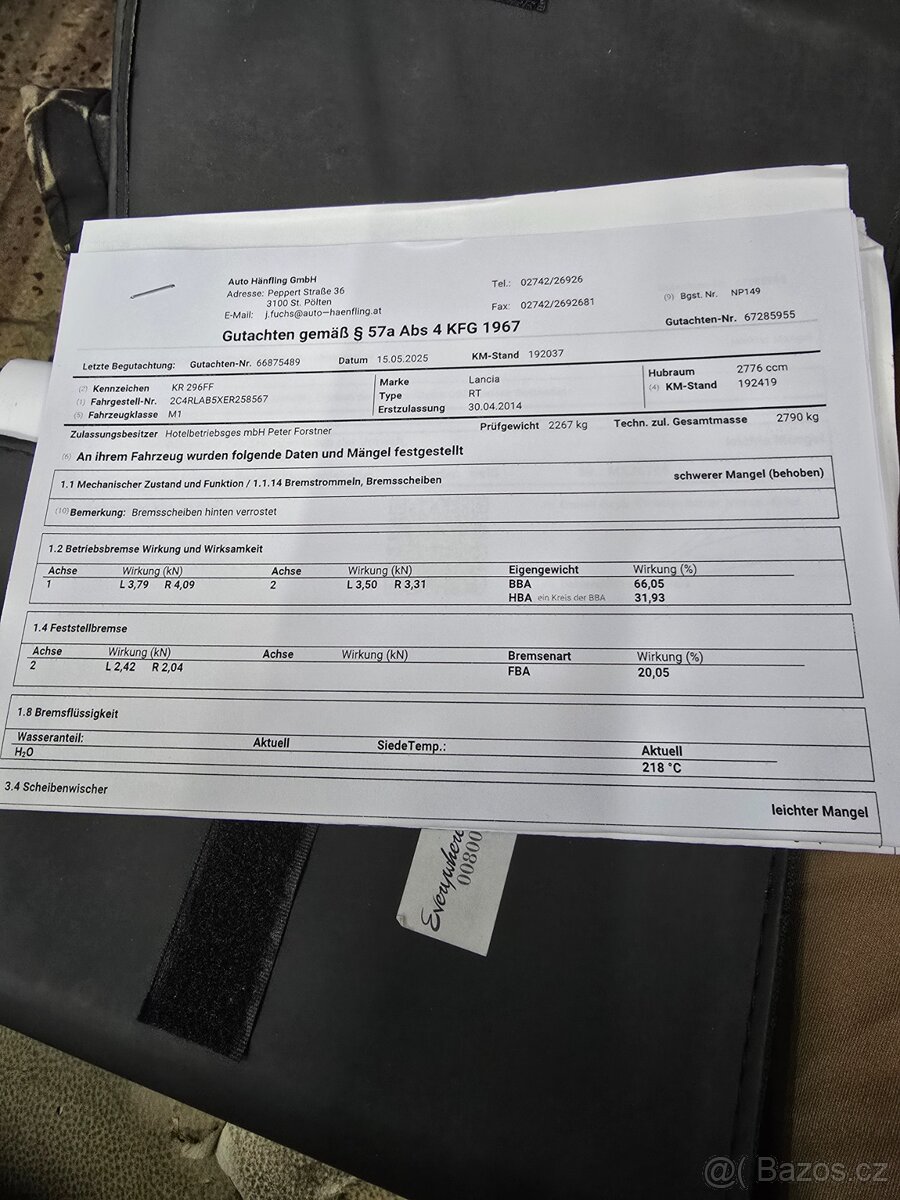 Auto Hänfling GmbH
Adresse: Peppert Straße 36
3100 St. Pölten
E-Mail: j.fuchs@auto-haenfling.at
Tel.: 02742/26926
Fax: 02742/2692681
(9) Bgst. Nr. NP149
Gutachten gemäß § 57a Abs 4 KFG 1967
Gutachten-Nr. 67285955
Letzte Begutachtung: Gutachten-Nr. 66875489 Datum 15.05.2025 KM-Stand 192037
(2) Kennzeichen KR 296FF
(1) Fahrgestell-Nr. 2C4RLAB5XER258567
(5) Fahrzeugklasse M1
Marke Lancia
Type RT
Erstzulassung 30.04.2014
Hubraum 2776 ccm
(4) KM-Stand 192419
Zulassungsbesitzer Hotelbetriebsges mbH Peter Forstner Prüfgewicht 2267 kg Techn. zul. Gesamtmasse 2790 kg
(6) An ihrem Fahrzeug wurden folgende Daten und Mängel festgestellt
1.1 Mechanischer Zustand und Funktion / 1.1.14 Bremstrommeln, Bremsscheiben schwerer Mangel (behoben)
(10) Bemerkung: Bremsscheiben hinten verrostet
1.2 Betriebsbremse Wirkung und Wirksamkeit
Achse Wirkung (kN) Achse Wirkung (kN) Eigengewicht Wirkung (%)
1 L 3,79 R 4,09 2 L 3,50 R 3,31 BBA 66,05
HBA ein Kreis der BBA 31,93
1.4 Feststellbremse
Achse Wirkung (kN) Achse Wirkung (kN) Bremsenart Wirkung (%)
2 L 2,42 R 2,04 FBA 20,05
1.8 Bremsflüssigkeit
Wasseranteil: Aktuell SiedeTemp.: Aktuell
H₂O 218 °C
3.4 Scheibenwischer leichter Mangel
00800
@( Bazos.cz